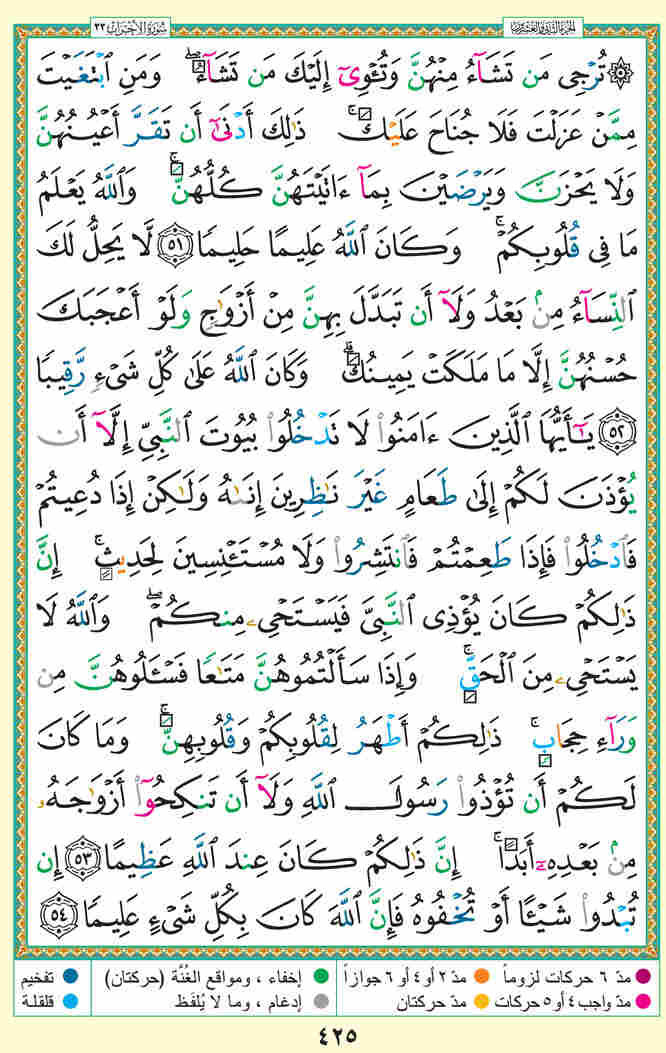 سُورَةُ الأَحْزَابِ ٣٣ الجزء الثاني والعشرون
۞ تُرْجِى مَن تَشَآءُ مِنْهُنَّ وَتُـْٔوِىٓ إِلَيْكَ مَن تَشَآءُۖ وَمَنِ ٱبْتَغَيْتَ
مِمَّنْ عَزَلْتَ فَلَا جُنَاحَ عَلَيْكَۚ ذَٰلِكَ أَدْنَىٰٓ أَن تَقَرَّ أَعْيُنُهُنَّ
وَلَا يَحْزَنَّ وَيَرْضَيْنَ بِمَآ ءَاتَيْتَهُنَّ كُلُّهُنَّۚ وَٱللَّهُ يَعْلَمُ
مَا فِى قُلُوبِكُمْۚ وَكَانَ ٱللَّهُ عَلِيمًا حَلِيمًا ٥١ لَّا يَحِلُّ لَكَ
ٱلنِّسَآءُ مِنۢ بَعْدُ وَلَآ أَن تَبَدَّلَ بِهِنَّ مِنْ أَزْوَٰجٍ وَلَوْ أَعْجَبَكَ
حُسْنُهُنَّ إِلَّا مَا مَلَكَتْ يَمِينُكَۗ وَكَانَ ٱللَّهُ عَلَىٰ كُلِّ شَىْءٍ رَّقِيبًا
٥٢ يَـٰٓأَيُّهَا ٱلَّذِينَ ءَامَنُوا۟ لَا تَدْخُلُوا۟ بُيُوتَ ٱلنَّبِىِّ إِلَّآ أَن
يُؤْذَنَ لَكُمْ إِلَىٰ طَعَامٍ غَيْرَ نَـٰظِرِينَ إِنَىٰهُ وَلَـٰكِنْ إِذَا دُعِيتُمْ
فَٱدْخُلُوا۟ فَإِذَا طَعِمْتُمْ فَٱنتَشِرُوا۟ وَلَا مُسْتَـْٔنِسِينَ لِحَدِيثٍۚ إِنَّ
ذَٰلِكُمْ كَانَ يُؤْذِى ٱلنَّبِىَّ فَيَسْتَحْىِۦ مِنكُمْۖ وَٱللَّهُ لَا
يَسْتَحْىِۦ مِنَ ٱلْحَقِّۚ وَإِذَا سَأَلْتُمُوهُنَّ مَتَـٰعًا فَسْـَٔلُوهُنَّ مِن
وَرَآءِ حِجَابٍۚ ذَٰلِكُمْ أَطْهَرُ لِقُلُوبِكُمْ وَقُلُوبِهِنَّۚ وَمَا كَانَ
لَكُمْ أَن تُؤْذُوا۟ رَسُولَ ٱللَّهِ وَلَآ أَن تَنكِحُوٓا۟ أَزْوَٰجَهُۥ
مِنۢ بَعْدِهِۦٓ أَبَدًاۚ إِنَّ ذَٰلِكُمْ كَانَ عِندَ ٱللَّهِ عَظِيمًا ٥٣ إِن
تُبْدُوا۟ شَيْـًٔا أَوْ تُخْفُوهُ فَإِنَّ ٱللَّهَ كَانَ بِكُلِّ شَىْءٍ عَلِيمًا ٥٤
مدّ ٦ حركات لزوماً مدّ ٢ أو ٤ أو ٦ جوازاً إخفاء ، ومواقع الغُنَّة (حركتان) تفخيم
مدّ واجب ٤ أو ٥ حركات مدّ حركتان إدغام ، وما لا يُلفَظ قلقلة
٤٢٥